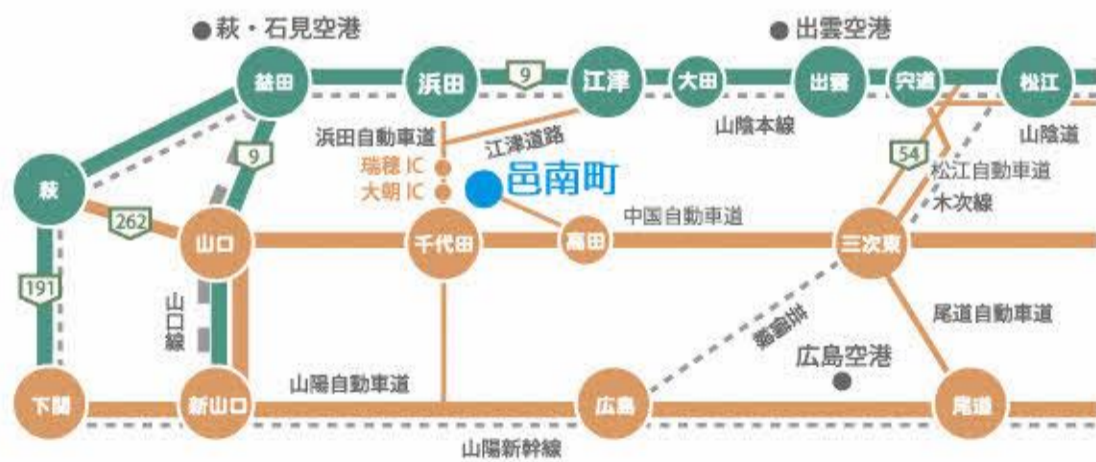 萩・石見空港
出雲空港
益田
浜田
9
江津
大田
出雲
宍道
松江
浜田自動車道
江津道路
山陰本線
山陰道
9
瑞穂 IC
大朝 IC
邑南町
54
松江自動車道
木次線
萩
262
山口
千代田
高田
中国自動車道
三次東
191
山口線
芸備線
尾道自動車道
広島空港
山陽自動車道
下関
新山口
広島
尾道
山陽新幹線